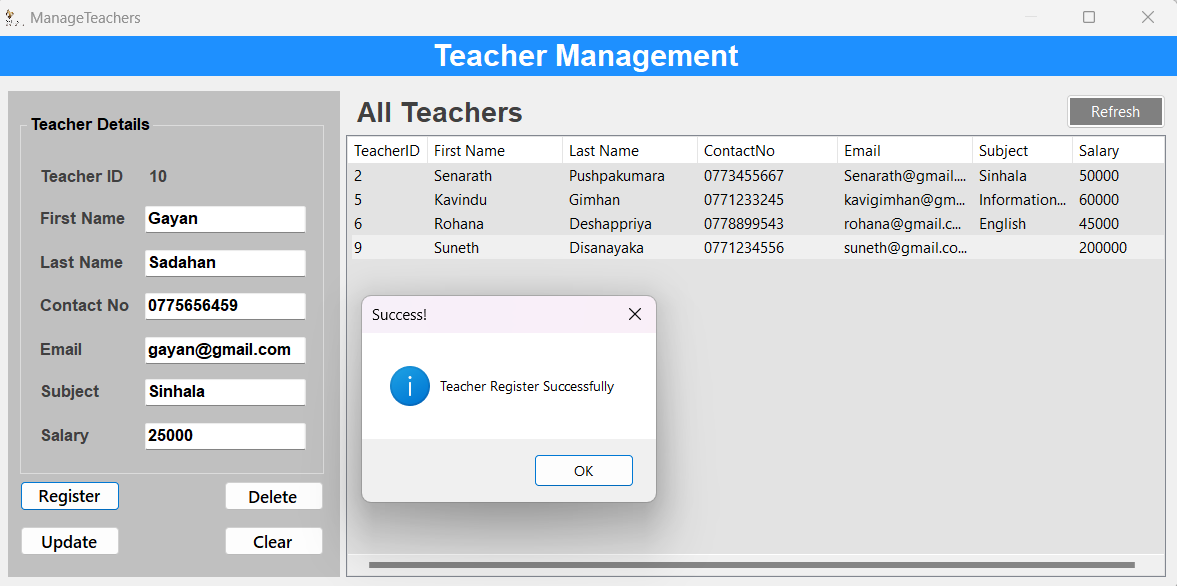 ManageTeachers
Teacher Management
Teacher Details
Teacher ID 10
First Name Gayan
Last Name Sadahan
Contact No 0775656459
Email gayan@gmail.com
Subject Sinhala
Salary 25000
Register Delete
Update Clear
All Teachers
Refresh
TeacherID First Name Last Name ContactNo Email Subject Salary
2 Senarath Pushpakumara 0773455667 Senarath@gmail.... Sinhala 50000
5 Kavindu Gimhan 0771233245 kavigimhan@gm... Information... 60000
6 Rohana Deshappriya 0778899543 rohana@gmail.c... English 45000
9 Suneth Disanayaka 0771234556 suneth@gmail.co... 200000
Success!
Teacher Register Successfully
OK